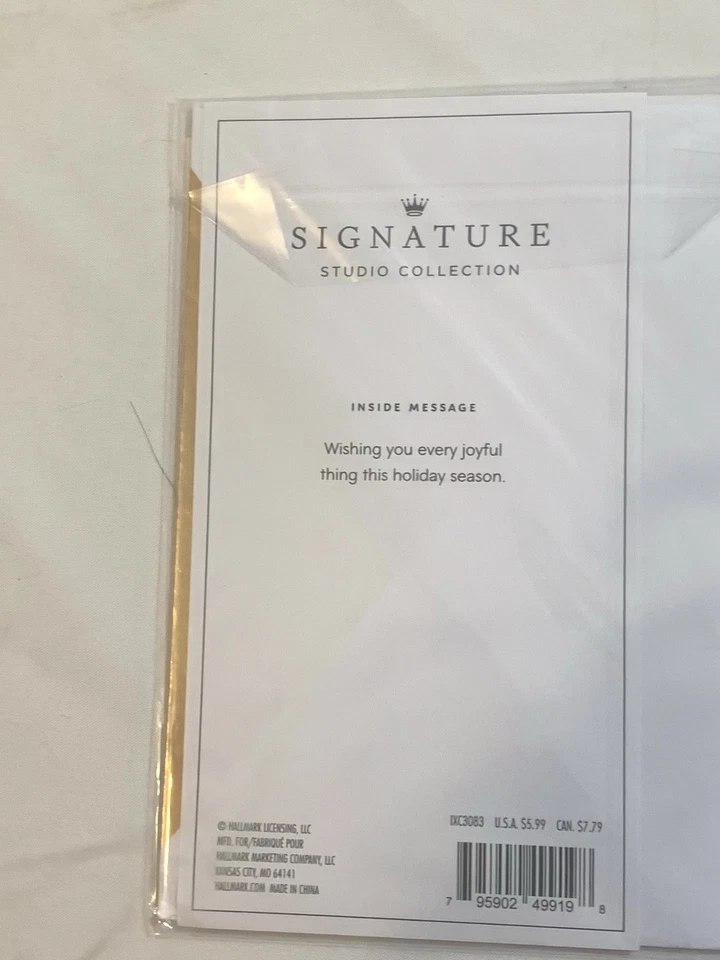 SIGNATURE
STUDIO COLLECTION
INSIDE MESSAGE
Wishing you every joyful
thing this holiday season.
© HALLMARK LICENSING, LLC
MFD. FOR/FABRIQUÉ POUR
HALLMARK MARKETING COMPANY, LLC
KANSAS CITY, MO 64141
HALLMARK.COM MADE IN CHINA
IXC3083 U.S.A. $5.99 CAN. $7.79
7 95902 49919 8